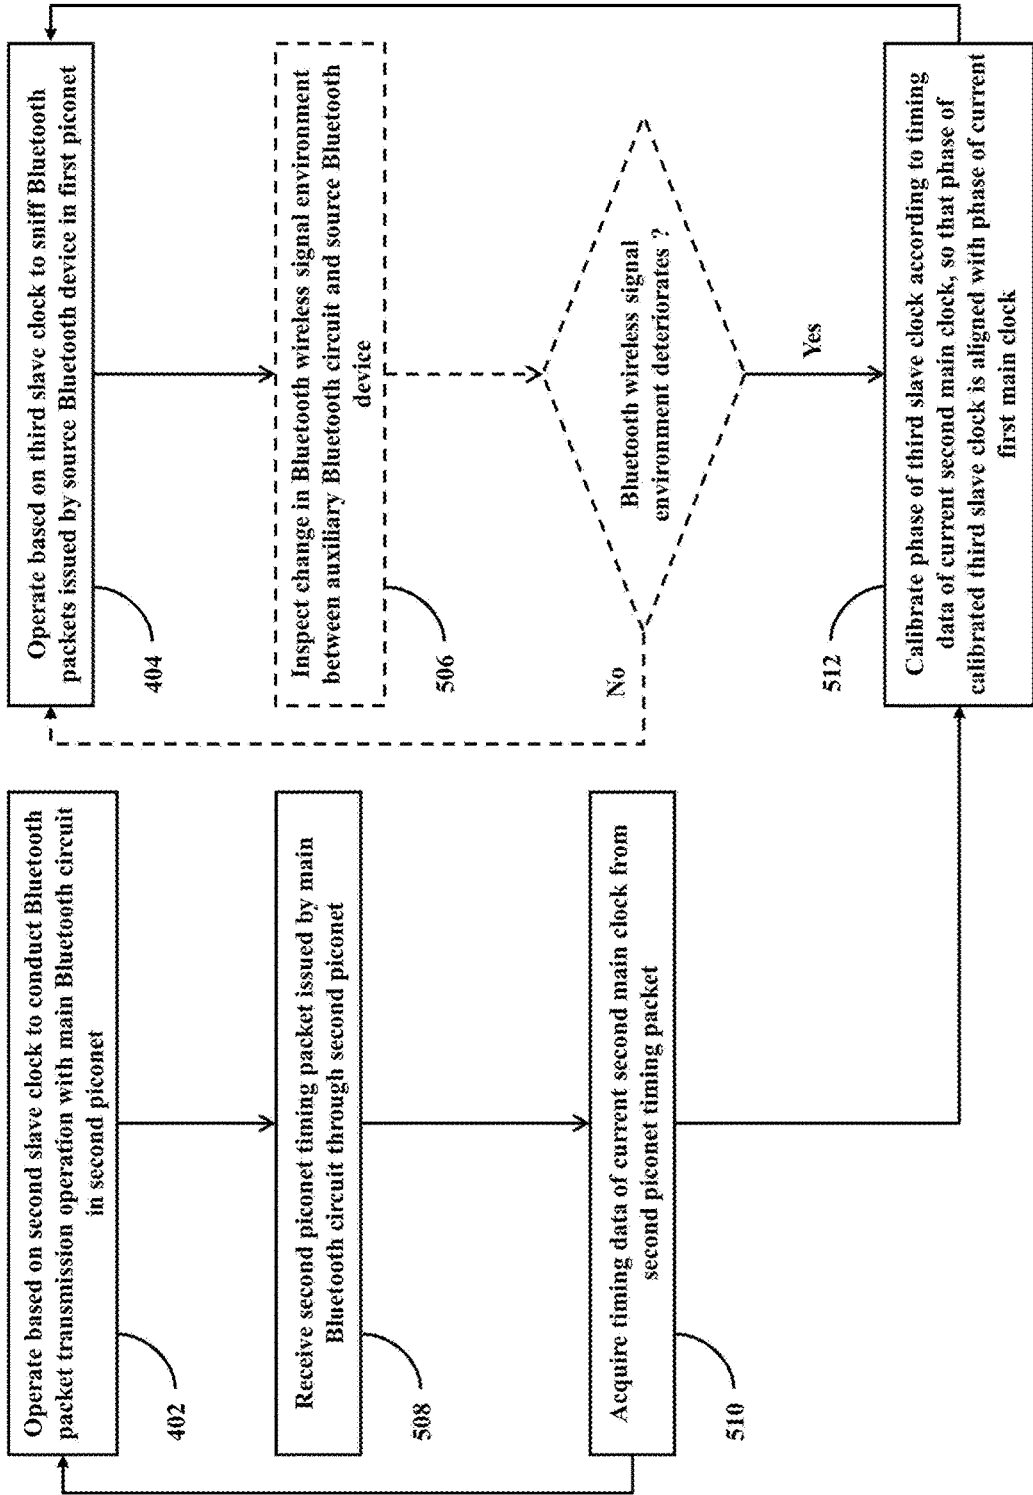 Operate based on second slave clock to conduct Bluetooth
packet transmission operation with main Bluetooth circuit
in second piconet
402
Receive second piconet timing packet issued by main
Bluetooth circuit through second piconet
508
Acquire timing data of current second main clock from
second piconet timing packet
510
Operate based on third slave clock to sniff Bluetooth
packets issued by source Bluetooth device in first piconet
404
Inspect change in Bluetooth wireless signal environment
between auxiliary Bluetooth circuit and source Bluetooth
device
506
Bluetooth wireless signal
environment deteriorates ?
No
Yes
512
Calibrate phase of third slave clock according to timing
data of current second main clock, so that phase of
calibrated third slave clock is aligned with phase of current
first main clock